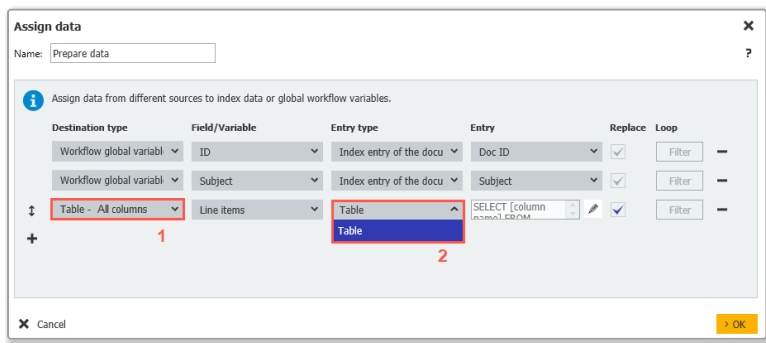 Assign data
Name: Prepare data
?
Assign data from different sources to index data or global workflow variables.
Destination type Field/Variable Entry type Entry Replace Loop
Workflow global variabl ID Index entry of the docu Doc ID Filter
Workflow global variabl Subject Index entry of the docu Subject Filter
Table - All columns Line items Table SELECT [column Filter
name] FROM
Table
1
2
Cancel
> OK